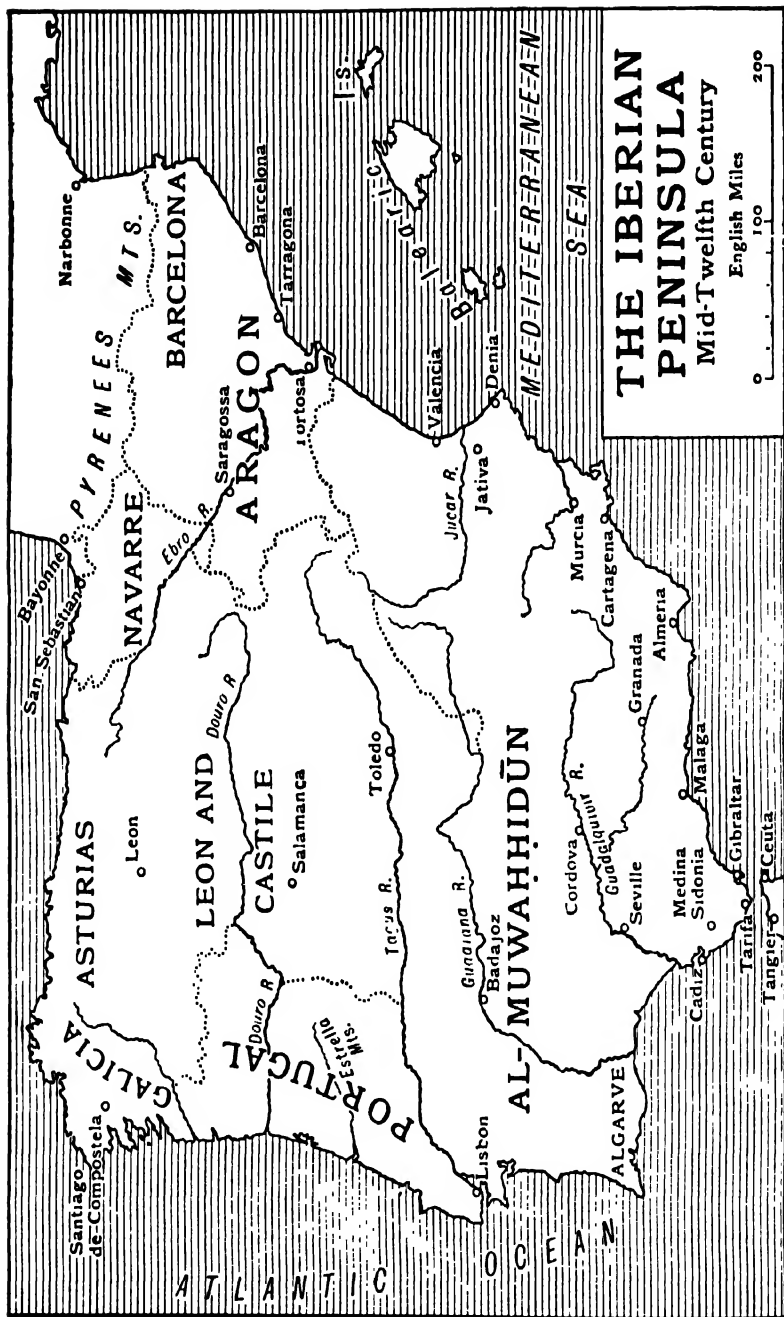 THE IBERIAN
PENINSULA
Mid-Twelfth Century
English Miles
0 100 200
ATLANTIC
OCEAN
MEDITERRANEAN
SEA
Balearic Is.
PYRENEES MTS.
Narbonne
Bayonne
San Sebastian
Santiago
de Compostela
GALICIA
ASTURIAS
Leon
NAVARRE
Ebro R.
BARCELONA
Barcelona
Tarragona
ARAGON
Saragossa
Tortosa
LEON AND
CASTILE
Douro R
Douro R
Salamanca
PORTUGAL
Estrella
Mts.
Toledo
Tagus R.
Lisbon
Valencia
Denia
Jucar R.
Jativa
Guadiana R.
Badajoz
AL-MUWAḤḤIDŪN
ALGARVE
Cordova
Guadalquivir R.
Seville
Murcia
Cartagena
Granada
Almeria
Malaga
Medina
Sidonia
Cadiz
Gibraltar
Tarifa
Ceuta
Tangier